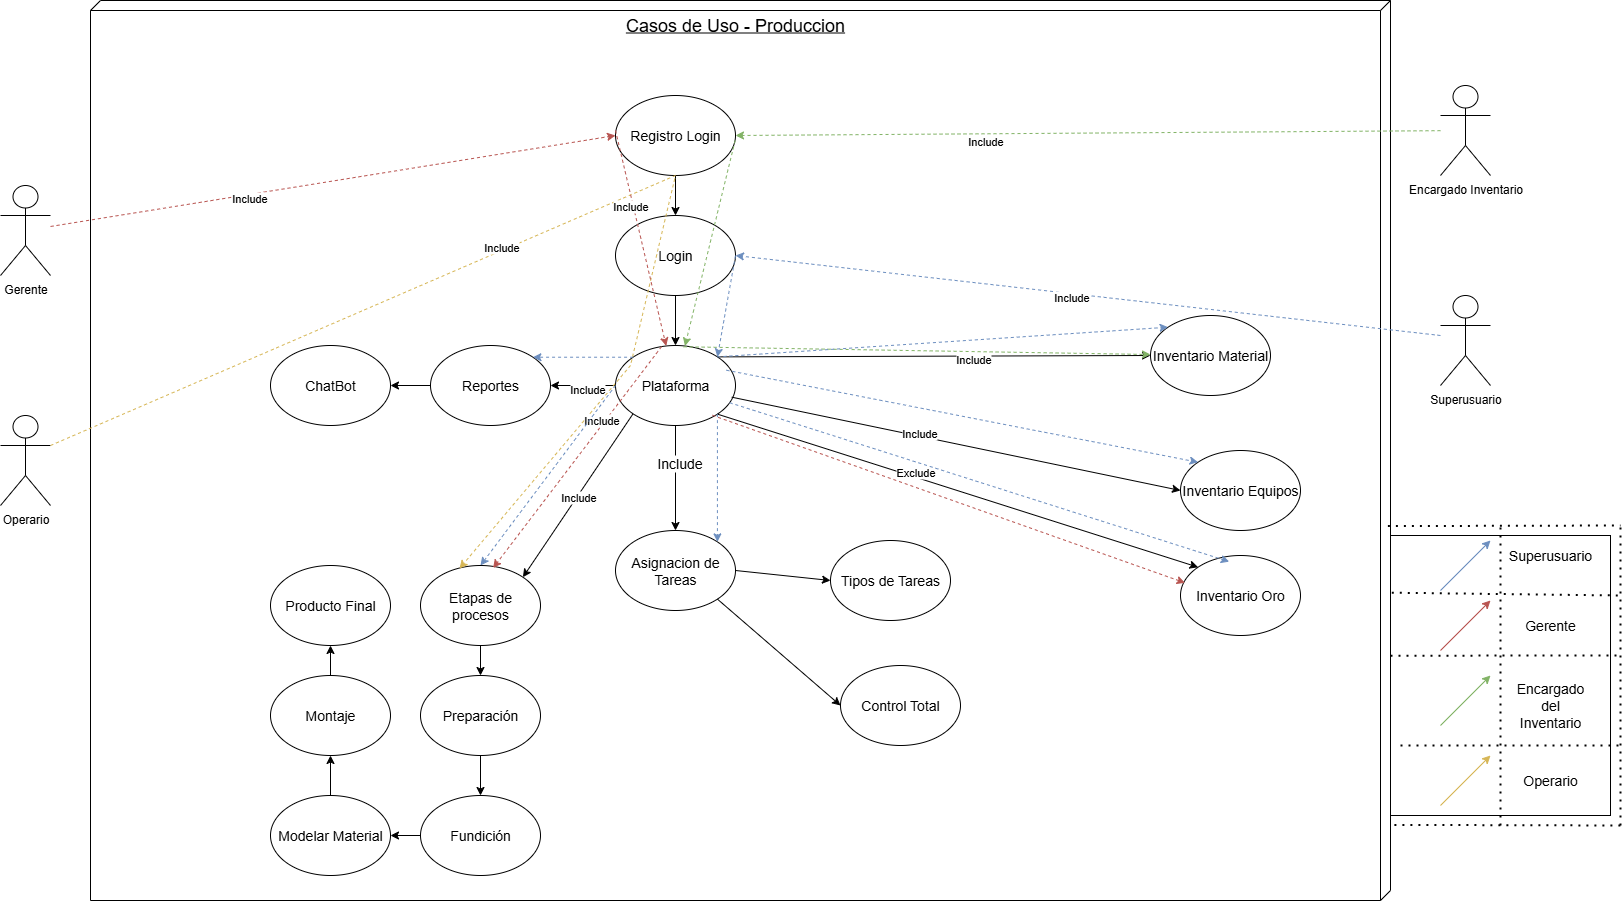 Casos de Uso - Produccion
Registro Login
Include
Encargado Inventario
Include
Include
Gerente
Include
Login
Include
Superusuario
ChatBot
Reportes
Include
Plataforma
Include
Inventario Material
Include
Include
Include
Exclude
Inventario Equipos
Operario
Include
Asignacion de
Tareas
Tipos de Tareas
Inventario Oro
Producto Final
Etapas de
procesos
Montaje
Preparación
Control Total
Modelar Material
Fundición
Superusuario
Gerente
Encargado
del
Inventario
Operario